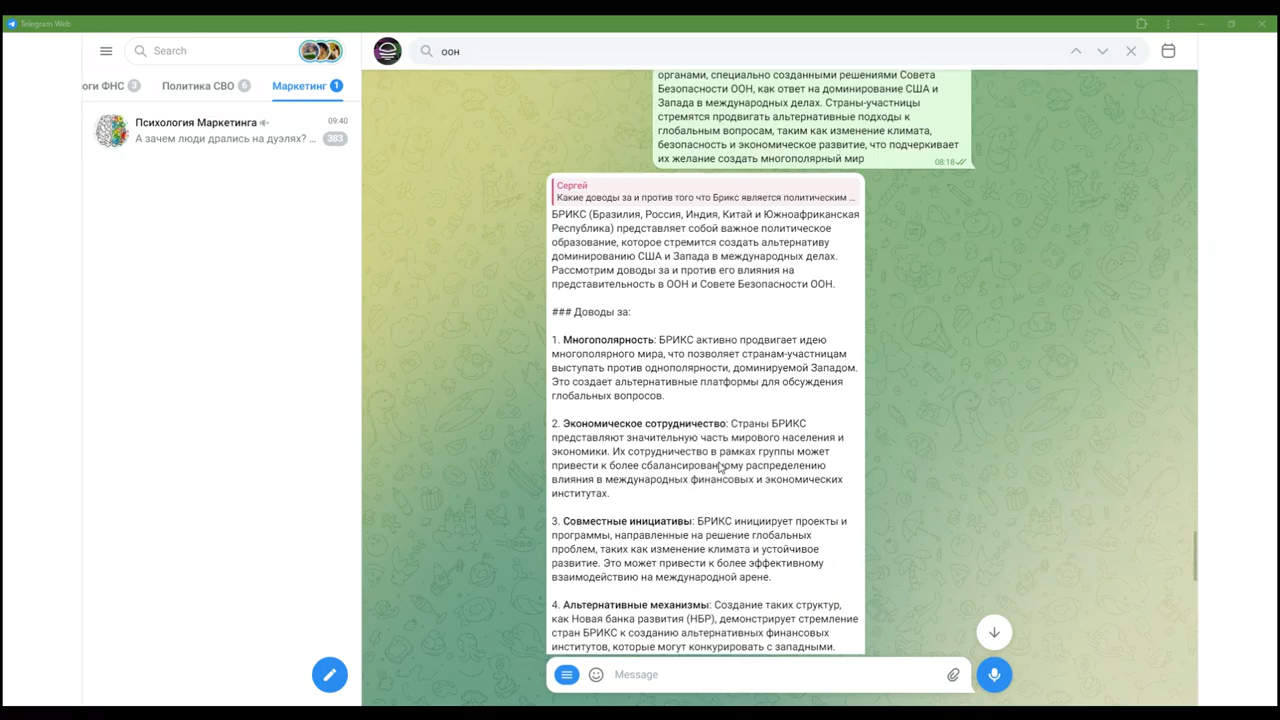 Telegram Web
Search
оон
оги ФНС 3
Политика СВО 6
Маркетинг 1
Психология Маркетинга
09:40
А зачем люди дрались на дуэлях? ...
383
органами, специально созданными решениями Совета
Безопасности ООН, как ответ на доминирование США и
Запада в международных делах. Страны-участницы
стремятся продвигать альтернативные подходы к
глобальным вопросам, таким как изменение климата,
безопасность и экономическое развитие, что подчеркивает
их желание создать многополярный мир
08:18
Сергей
Какие доводы за и против того что Брикс является политическим ...
БРИКС (Бразилия, Россия, Индия, Китай и Южноафриканская
Республика) представляет собой важное политическое
образование, которое стремится создать альтернативу
доминированию США и Запада в международных делах.
Рассмотрим доводы за и против его влияния на
представительность в ООН и Совете Безопасности ООН.
### Доводы за:
1. Многополярность: БРИКС активно продвигает идею
многополярного мира, что позволяет странам-участницам
выступать против однополярности, доминируемой Западом.
Это создает альтернативные платформы для обсуждения
глобальных вопросов.
2. Экономическое сотрудничество: Страны БРИКС
представляют значительную часть мирового населения и
экономики. Их сотрудничество в рамках группы может
привести к более сбалансированному распределению
влияния в международных финансовых и экономических
институтах.
3. Совместные инициативы: БРИКС инициирует проекты и
программы, направленные на решение глобальных
проблем, таких как изменение климата и устойчивое
развитие. Это может привести к более эффективному
взаимодействию на международной арене.
4. Альтернативные механизмы: Создание таких структур,
как Новая банка развития (НБР), демонстрирует стремление
стран БРИКС к созданию альтернативных финансовых
институтов, которые могут конкурировать с западными.
Message